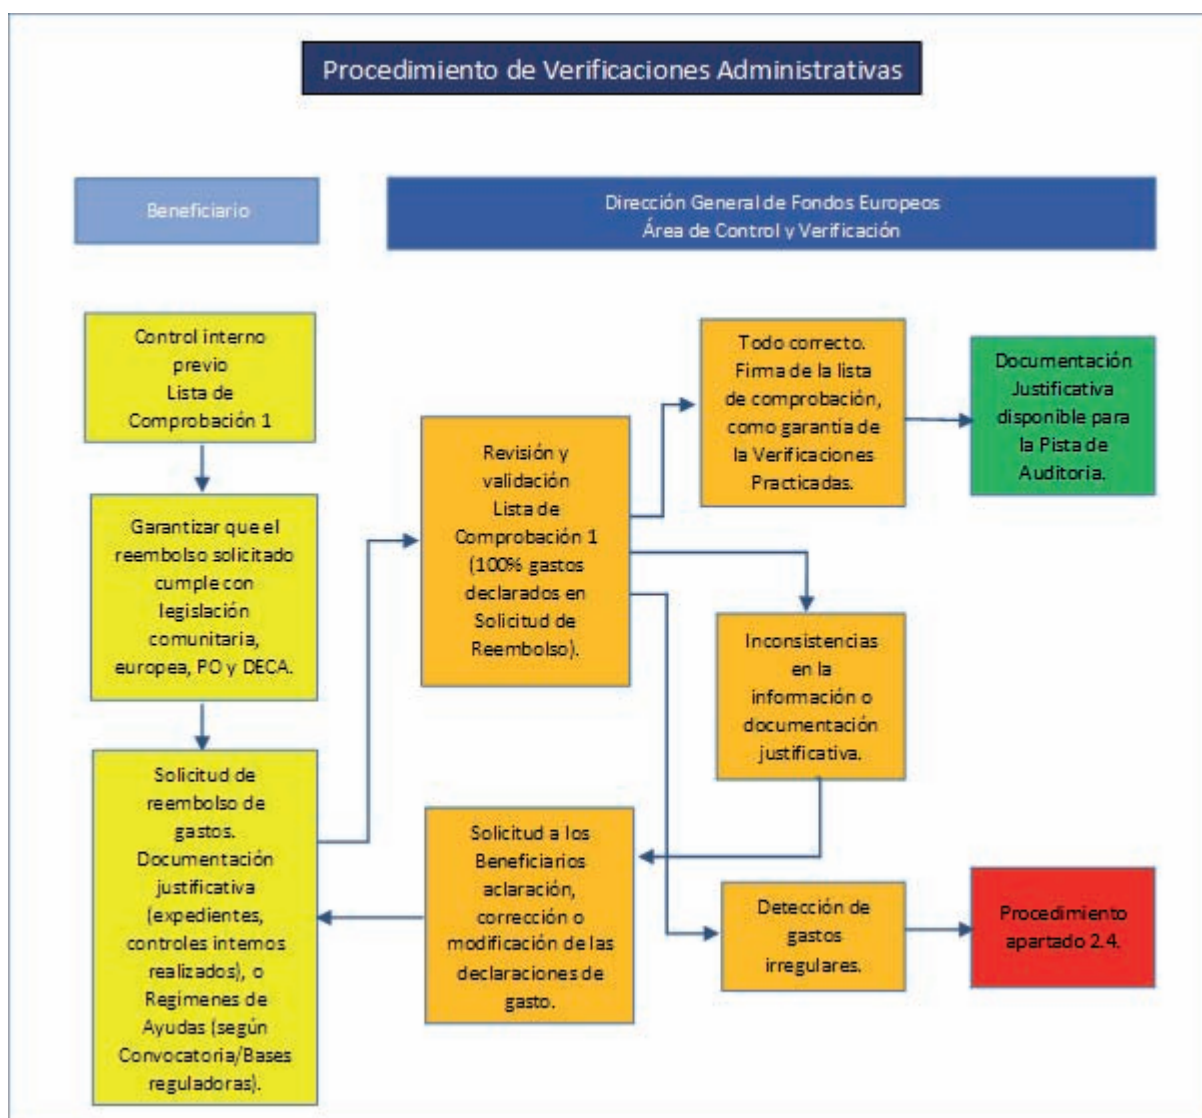 Procedimiento de Verificaciones Administrativas
Beneficiario
Dirección General de Fondos Europeos
Área de Control y Verificación
Control interno
previo
Lista de
Comprobación 1
Garantizar que el
reembolso solicitado
cumple con
legislación
comunitaria,
europea, PO y DECA.
Solicitud de
reembolso de
gastos.
Documentación
justificativa
(expedientes,
controles internos
realizados), o
Regimenes de
Ayudas (según
Convocatoria/Bases
reguladoras).
Revisión y
validación
Lista de
Comprobación 1
(100% gastos
declarados en
Solicitud de
Reembolso).
Todo correcto.
Firma de la lista
de comprobación,
como garantía de
la Verificaciones
Practicadas.
Documentación
Justificativa
disponible para
la Pista de
Auditoria.
Inconsistencias
en la
información o
documentación
justificativa.
Solicitud a los
Beneficiarios
aclaración,
corrección o
modificación de las
declaraciones de
gasto.
Detección de
gastos
irregulares.
Procedimiento
apartado 2.4.